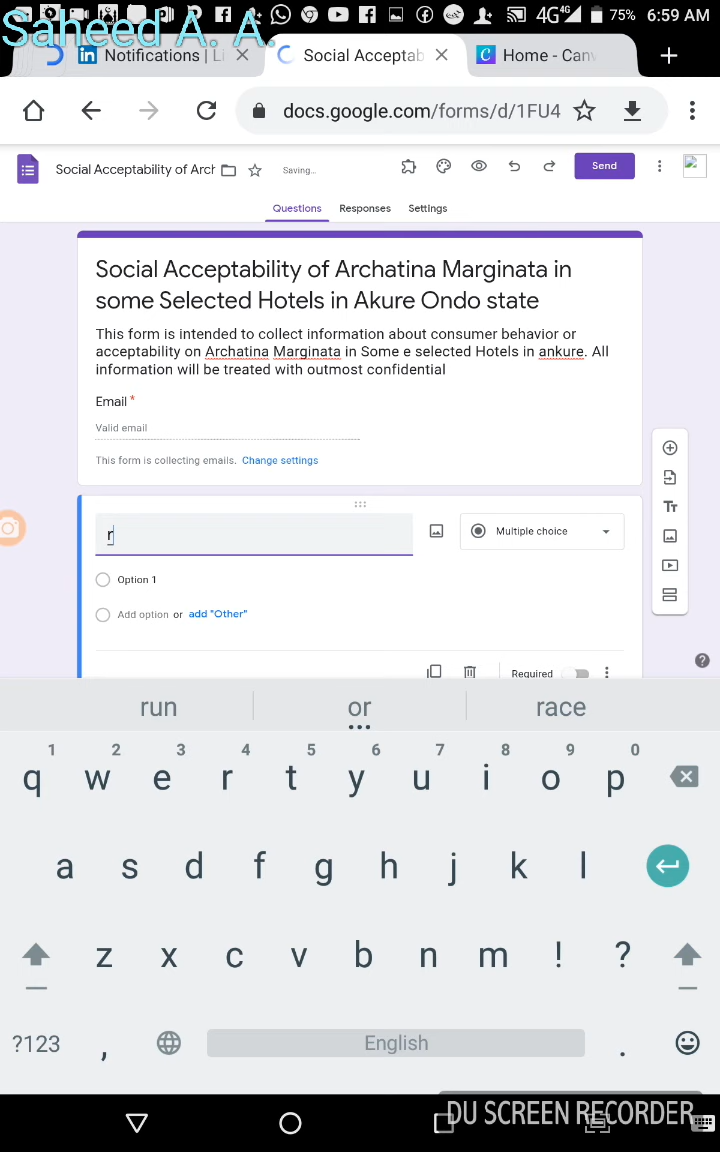 Saheed A. A.
4G 4G 75% 6:59 AM
Notifications | Li
Social Acceptab
Home - Canv
docs.google.com/forms/d/1FU4
Social Acceptability of Arch
Saving...
Send
Questions Responses Settings
Social Acceptability of Archatina Marginata in
some Selected Hotels in Akure Ondo state
This form is intended to collect information about consumer behavior or
acceptability on Archatina Marginata in Some e selected Hotels in ankure. All
information will be treated with outmost confidential
Email *
Valid email
This form is collecting emails. Change settings
r
Multiple choice
Option 1
Add option or add "Other"
Required
run or race
1 2 3 4 5 6 7 8 9 0
q w e r t y u i o p
a s d f g h j k l
z x c v b n m ! ?
?123 , English .
DU SCREEN RECORDER